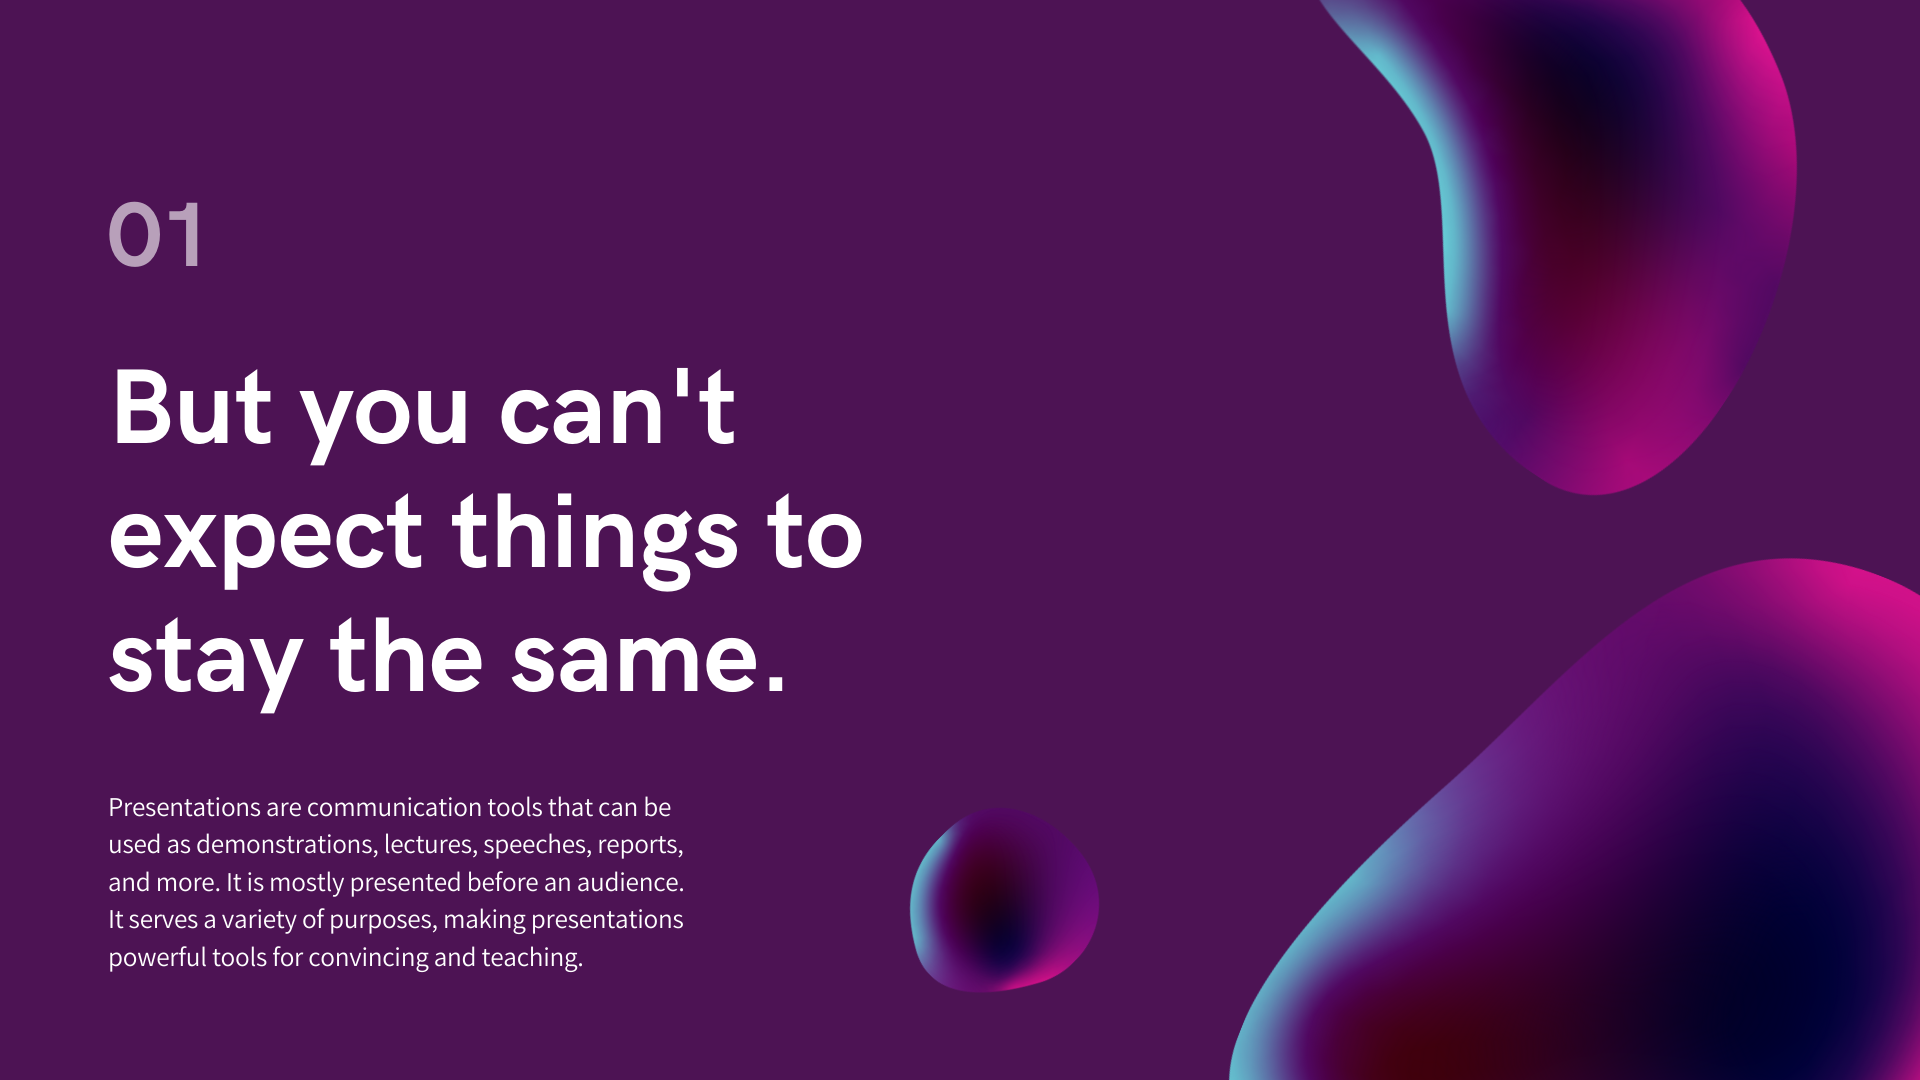 01
But you can't
expect things to
stay the same.
Presentations are communication tools that can be
used as demonstrations, lectures, speeches, reports,
and more. It is mostly presented before an audience.
It serves a variety of purposes, making presentations
powerful tools for convincing and teaching.